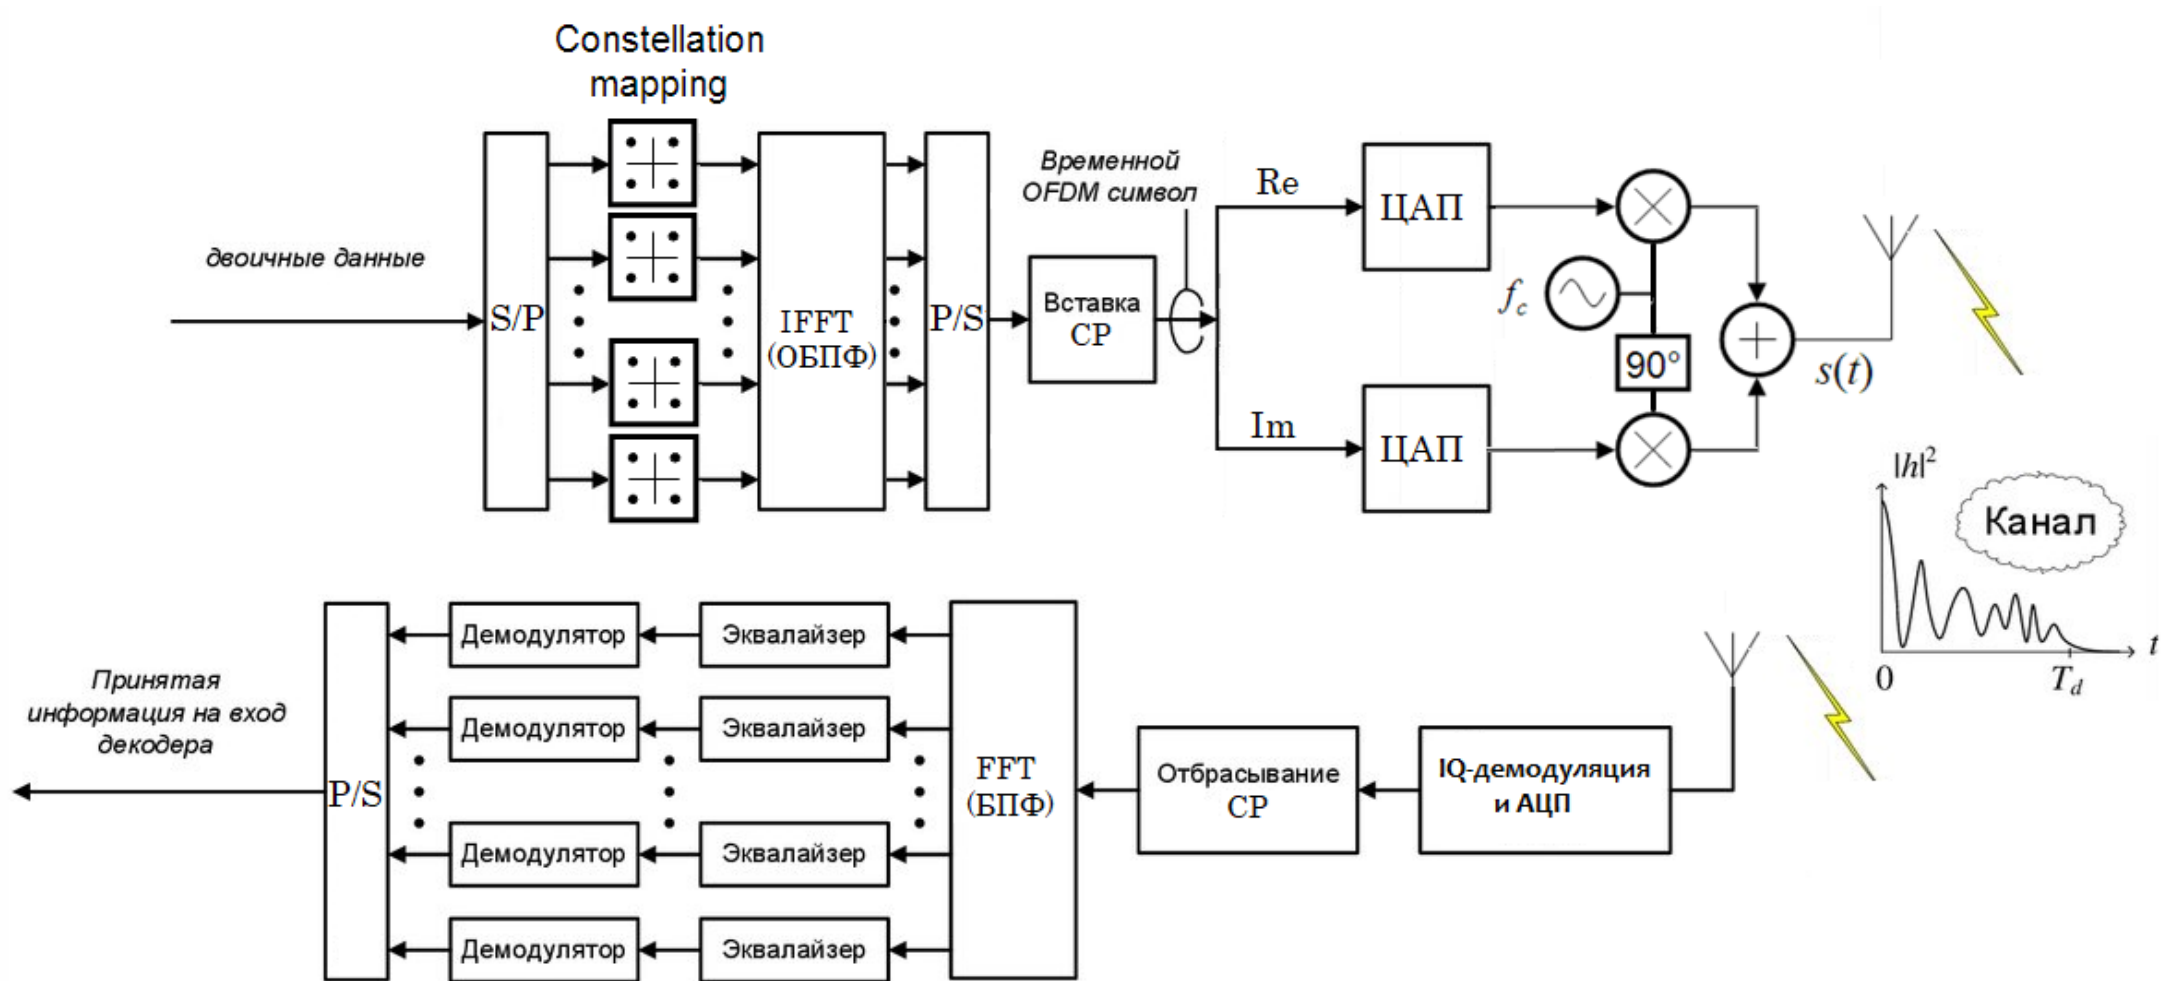 Constellation
mapping
двоичные данные
S/P
IFFT
(ОБПФ)
P/S
Вставка
CP
Временной
OFDM символ
Re
Im
ЦАП
ЦАП
f_c
90°
s(t)
|h|²
Канал
0
T_d
t
IQ-демодуляция
и АЦП
Отбрасывание
CP
FFT
(БПФ)
Эквалайзер
Демодулятор
Эквалайзер
Демодулятор
Эквалайзер
Демодулятор
Эквалайзер
Демодулятор
P/S
Принятая
информация на вход
декодера